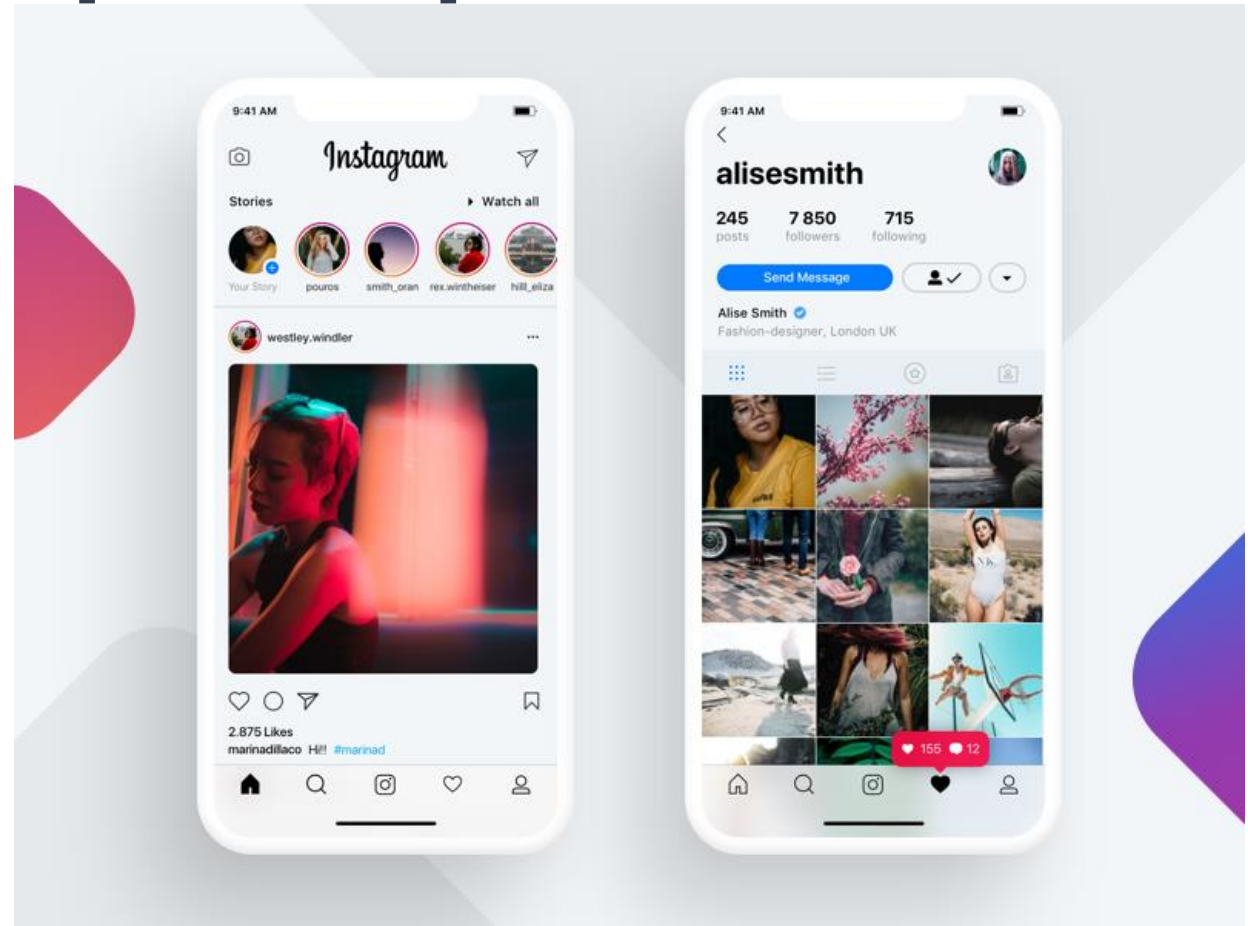 9:41 AM
Instagram
Stories
Watch all
Your Story pouros smith_oran rex.wintheiser hilll_eliza
westley.windler
2.875 Likes
marinadillaco Hi!! #marinad
9:41 AM
alisesmith
245 7 850 715
posts followers following
Send Message
Alise Smith
Fashion-designer, London UK
155 12